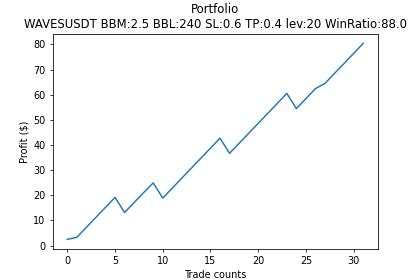 Portfolio
WAVESUSDT BBM:2.5 BBL:240 SL:0.6 TP:0.4 lev:20 WinRatio:88.0
80
70
60
50
40
30
20
10
0
Profit ($)
0 5 10 15 20 25 30
Trade counts